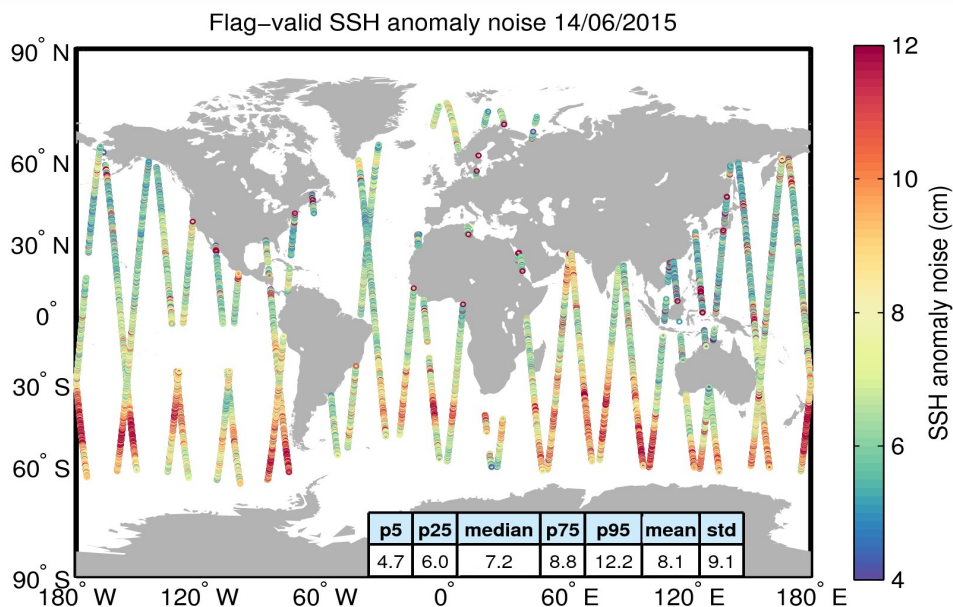 Flag−valid SSH anomaly noise 14/06/2015
90° N
60° N
30° N
0°
30° S
60° S
90° S
180° W 120° W 60° W 0° 60° E 120° E 180° E
p5 p25 median p75 p95 mean std
4.7 6.0 7.2 8.8 12.2 8.1 9.1
12
10
8
6
4
SSH anomaly noise (cm)